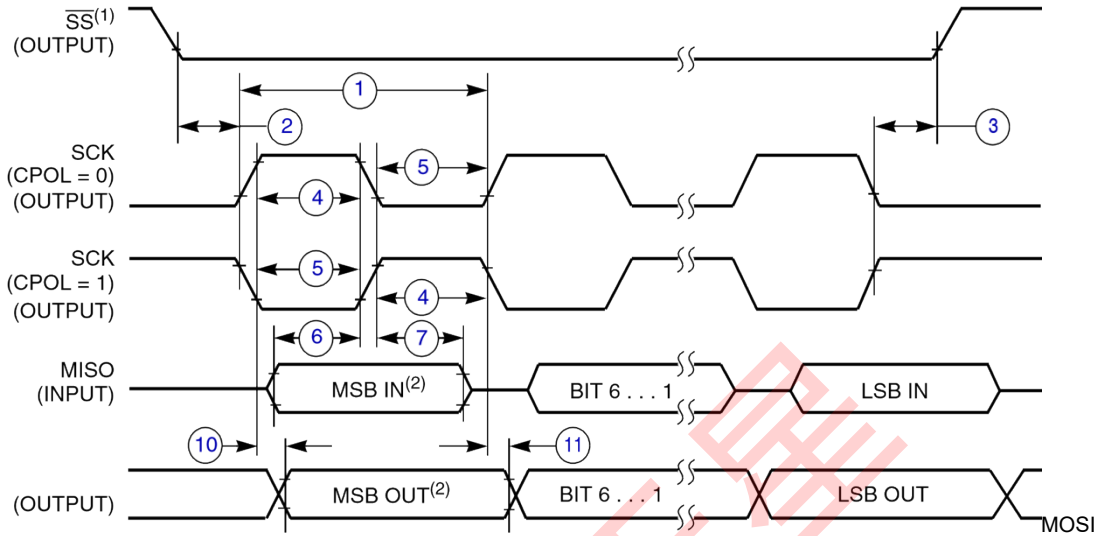 SS(1)
(OUTPUT)
1
2
3
SCK
(CPOL = 0)
(OUTPUT)
5
4
SCK
(CPOL = 1)
(OUTPUT)
5
4
6
7
MISO
(INPUT)
MSB IN(2)
BIT 6 . . . 1
LSB IN
10
11
(OUTPUT)
MSB OUT(2)
BIT 6 . . . 1
LSB OUT
MOSI